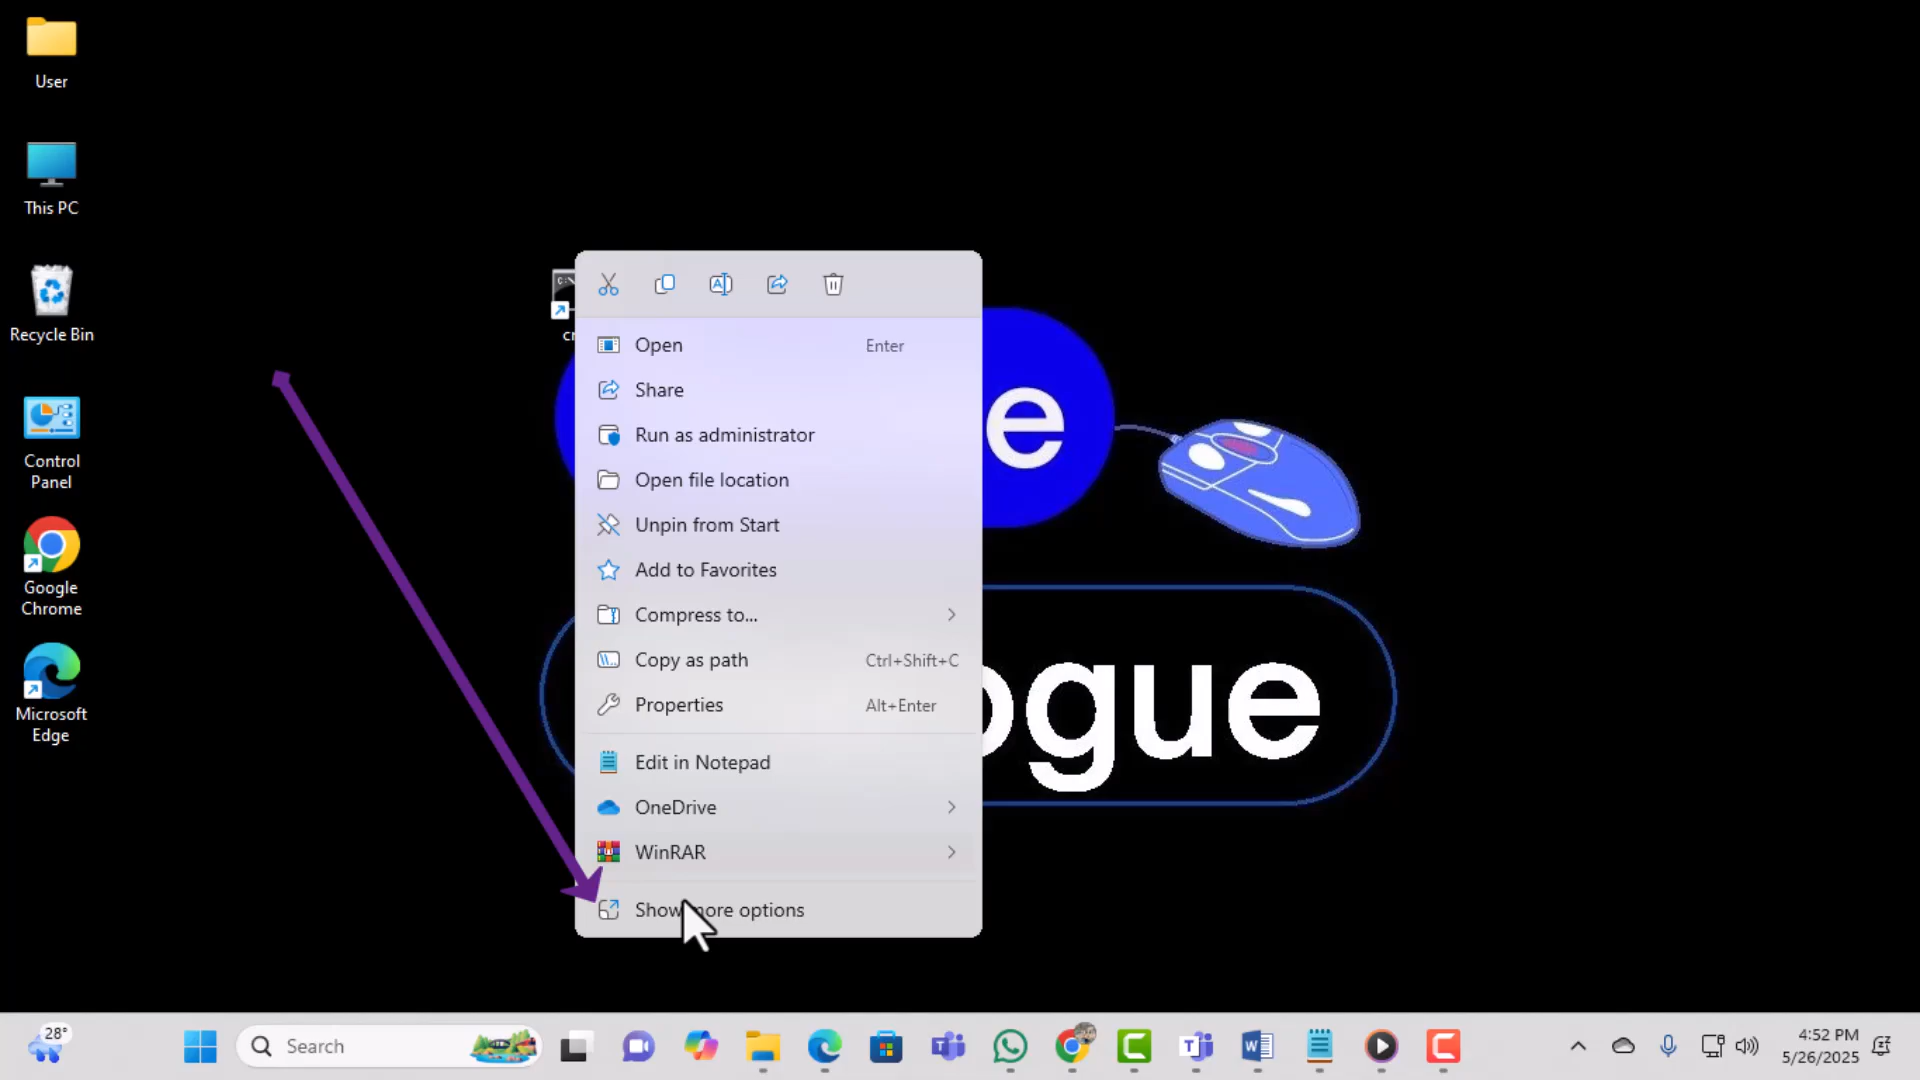 User
This PC
Recycle Bin
Control
Panel
Google
Chrome
Microsoft
Edge
Open Enter
Share
Run as administrator
Open file location
Unpin from Start
Add to Favorites
Compress to...
Copy as path Ctrl+Shift+C
Properties Alt+Enter
Edit in Notepad
OneDrive
WinRAR
Show more options
e
ogue
28°
Search
4:52 PM
5/26/2025